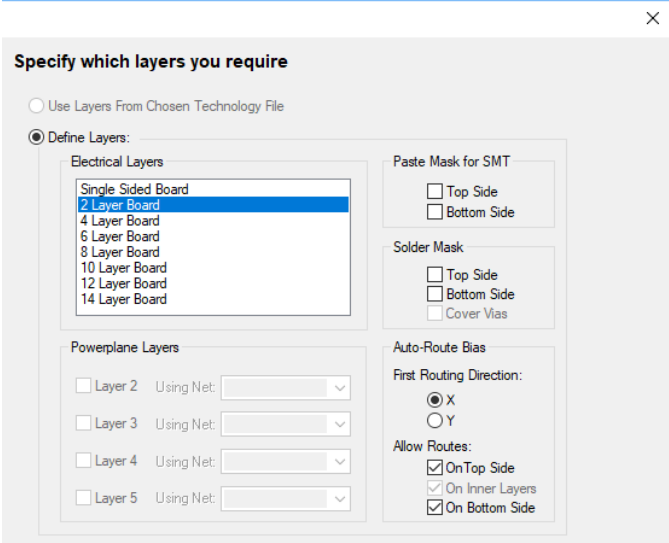 Specify which layers you require
Use Layers From Chosen Technology File
Define Layers:
Electrical Layers
Single Sided Board
2 Layer Board
4 Layer Board
6 Layer Board
8 Layer Board
10 Layer Board
12 Layer Board
14 Layer Board
Paste Mask for SMT
Top Side
Bottom Side
Solder Mask
Top Side
Bottom Side
Cover Vias
Powerplane Layers
Layer 2 Using Net:
Layer 3 Using Net:
Layer 4 Using Net:
Layer 5 Using Net:
Auto-Route Bias
First Routing Direction:
X
Y
Allow Routes:
OnTop Side
On Inner Layers
On Bottom Side